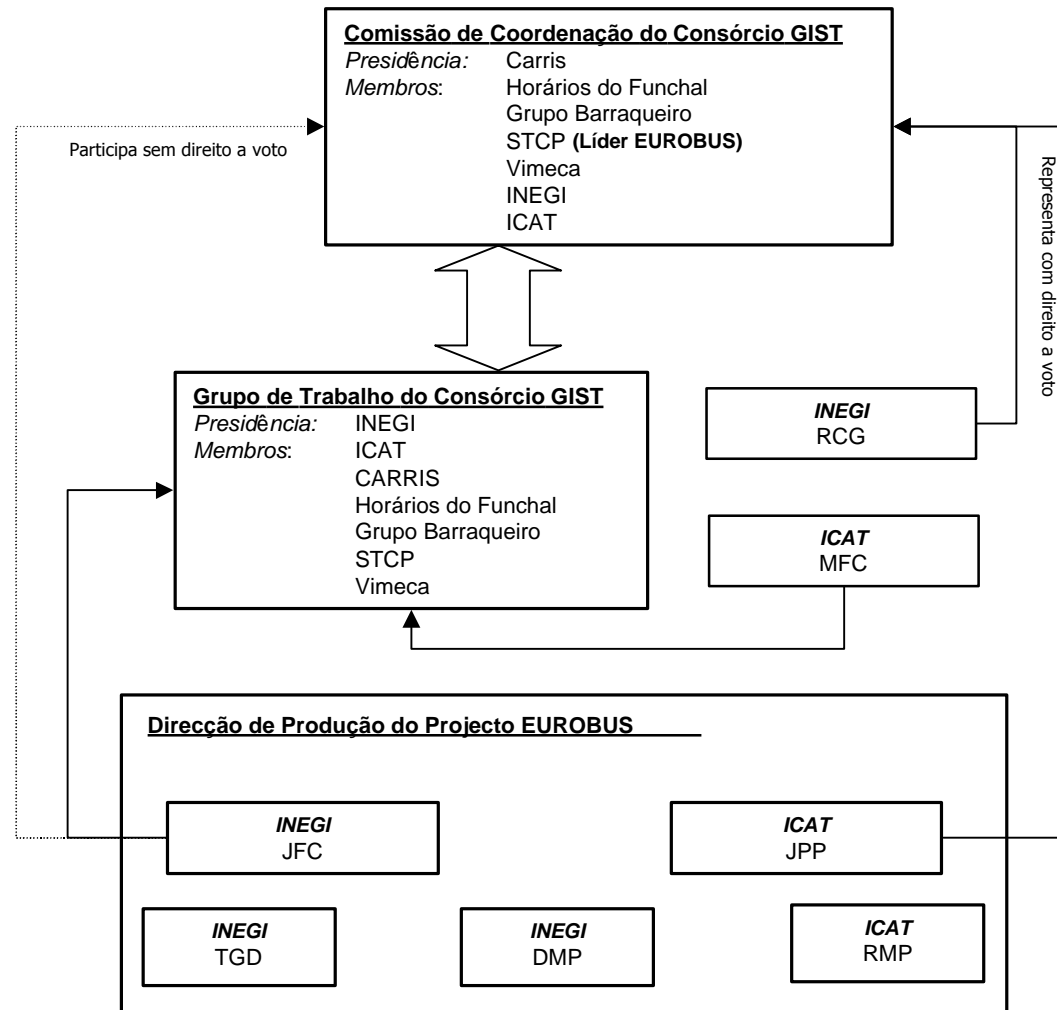 Comissão de Coordenação do Consórcio GIST
Presidência: Carris
Membros: Horários do Funchal
Grupo Barraqueiro
STCP (Líder EUROBUS)
Vimeca
INEGI
ICAT
Participa sem direito a voto
Representa com direito a voto
Grupo de Trabalho do Consórcio GIST
Presidência: INEGI
Membros: ICAT
CARRIS
Horários do Funchal
Grupo Barraqueiro
STCP
Vimeca
INEGI
RCG
ICAT
MFC
Direcção de Produção do Projecto EUROBUS
INEGI
JFC
ICAT
JPP
INEGI
TGD
INEGI
DMP
ICAT
RMP